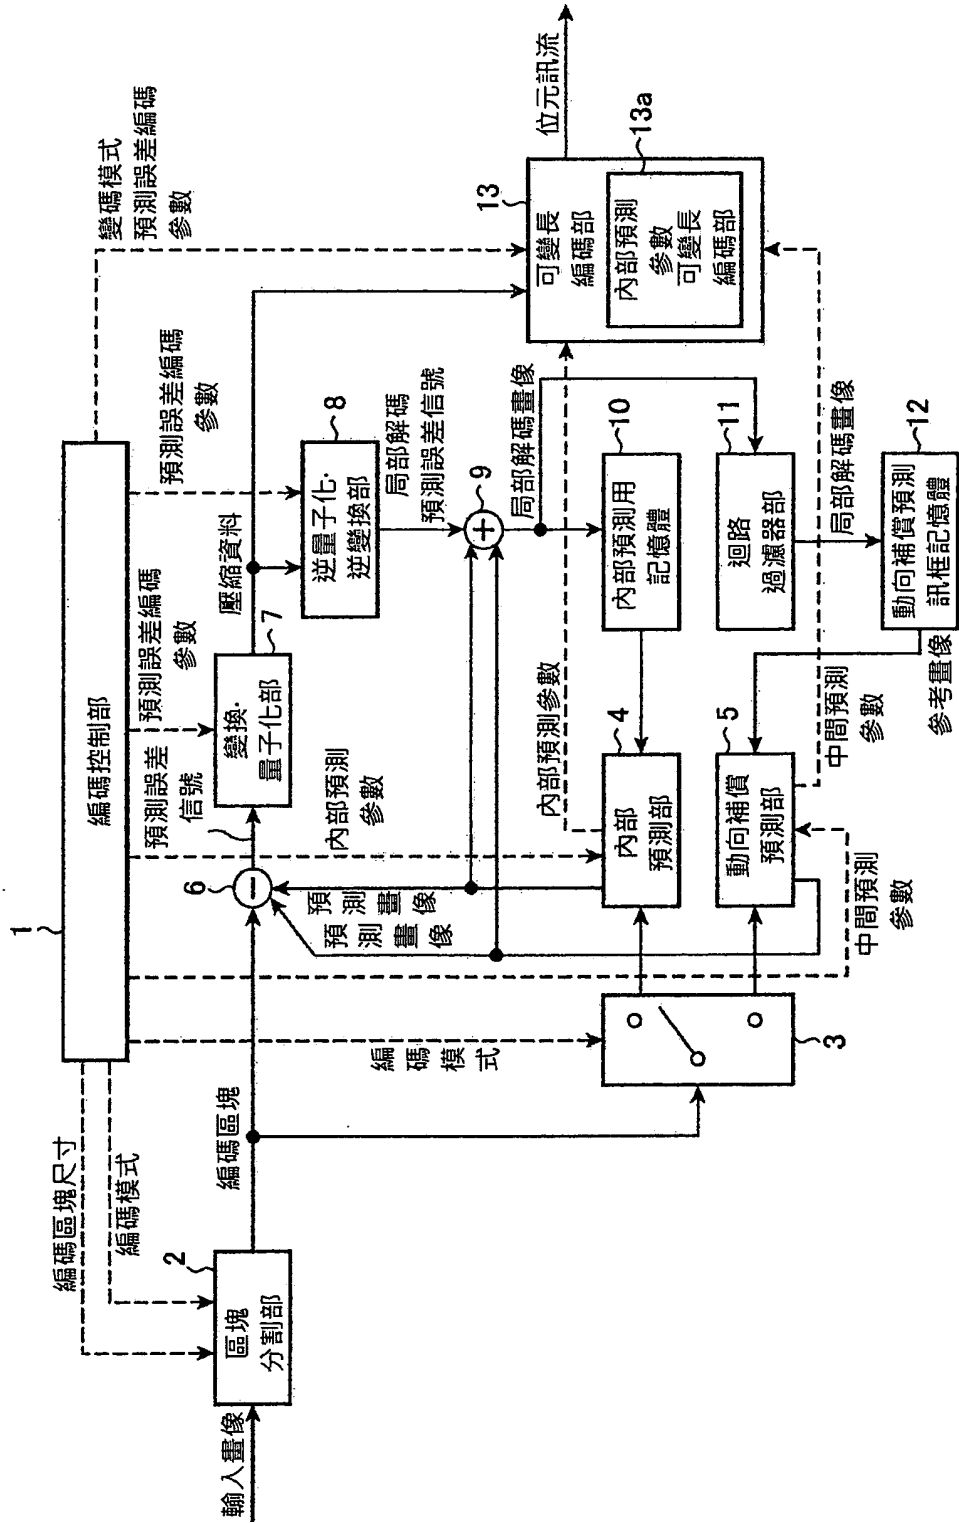 1
編碼控制部
編碼區塊尺寸
編碼模式
輸入畫像
區塊
分割部
2
編碼區塊
編碼模式
3
6
−
預測誤差
信號
預測誤差編碼
參數
變換·
量子化部
7
壓縮資料
預測誤差編碼
參數
變碼模式
預測誤差編碼
參數
逆量子化·
逆變換部
8
局部解碼
預測誤差信號
+
9
局部解碼畫像
內部預測
參數
預測畫像
預測畫像
內部預測參數
內部
預測部
4
內部預測用
記憶體
10
動向補償
預測部
5
迴路
過濾器部
11
局部解碼畫像
動向補償預測
訊框記憶體
12
參考畫像
中間預測
參數
中間預測
參數
13
可變長
編碼部
13a
內部預測
參數
可變長
編碼部
位元訊流